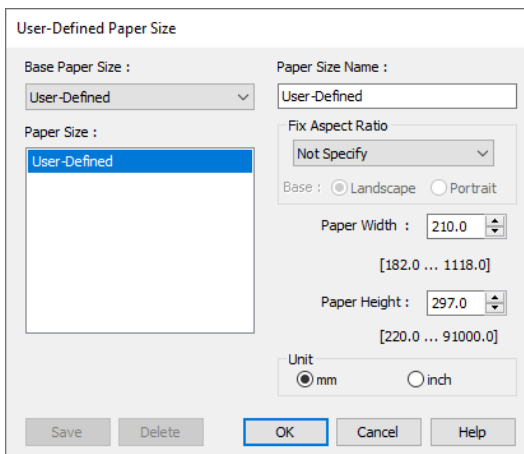 User-Defined Paper Size
Base Paper Size :
User-Defined
Paper Size :
User-Defined
Paper Size Name :
User-Defined
Fix Aspect Ratio
Not Specify
Base : Landscape Portrait
Paper Width : 210.0
[182.0 ... 1118.0]
Paper Height : 297.0
[220.0 ... 91000.0]
Unit
mm inch
Save Delete OK Cancel Help